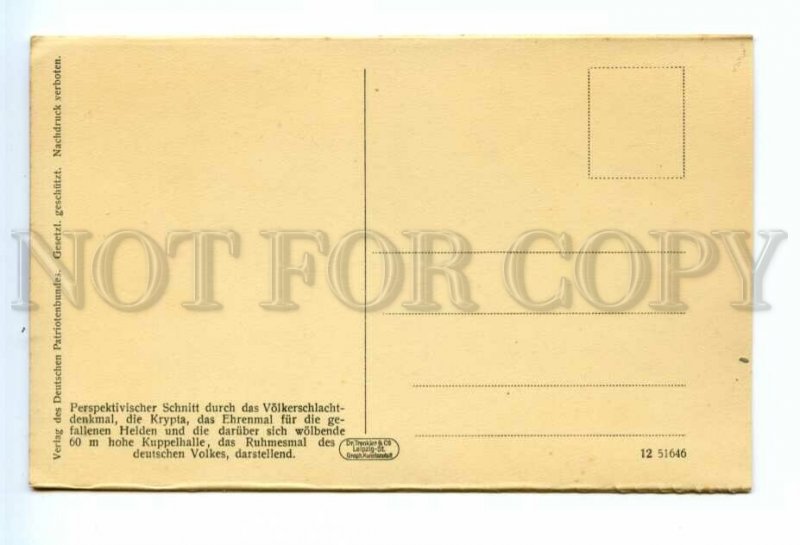 Verlag des Deutschen Patriotenbundes. Gesetzl. geschützt. Nachdruck verboten.
NOT FOR COPY
Perspektivischer Schnitt durch das Völkerschlacht-
denkmal, die Krypta, das Ehrenmal für die ge-
fallenen Helden und die darüber sich wölbende
60 m hohe Kuppelhalle, das Ruhmesmal des
deutschen Volkes, darstellend.
Dr. Trenkler & Co
Leipzig-St.
Graph. Kunstanstalt
12 51646